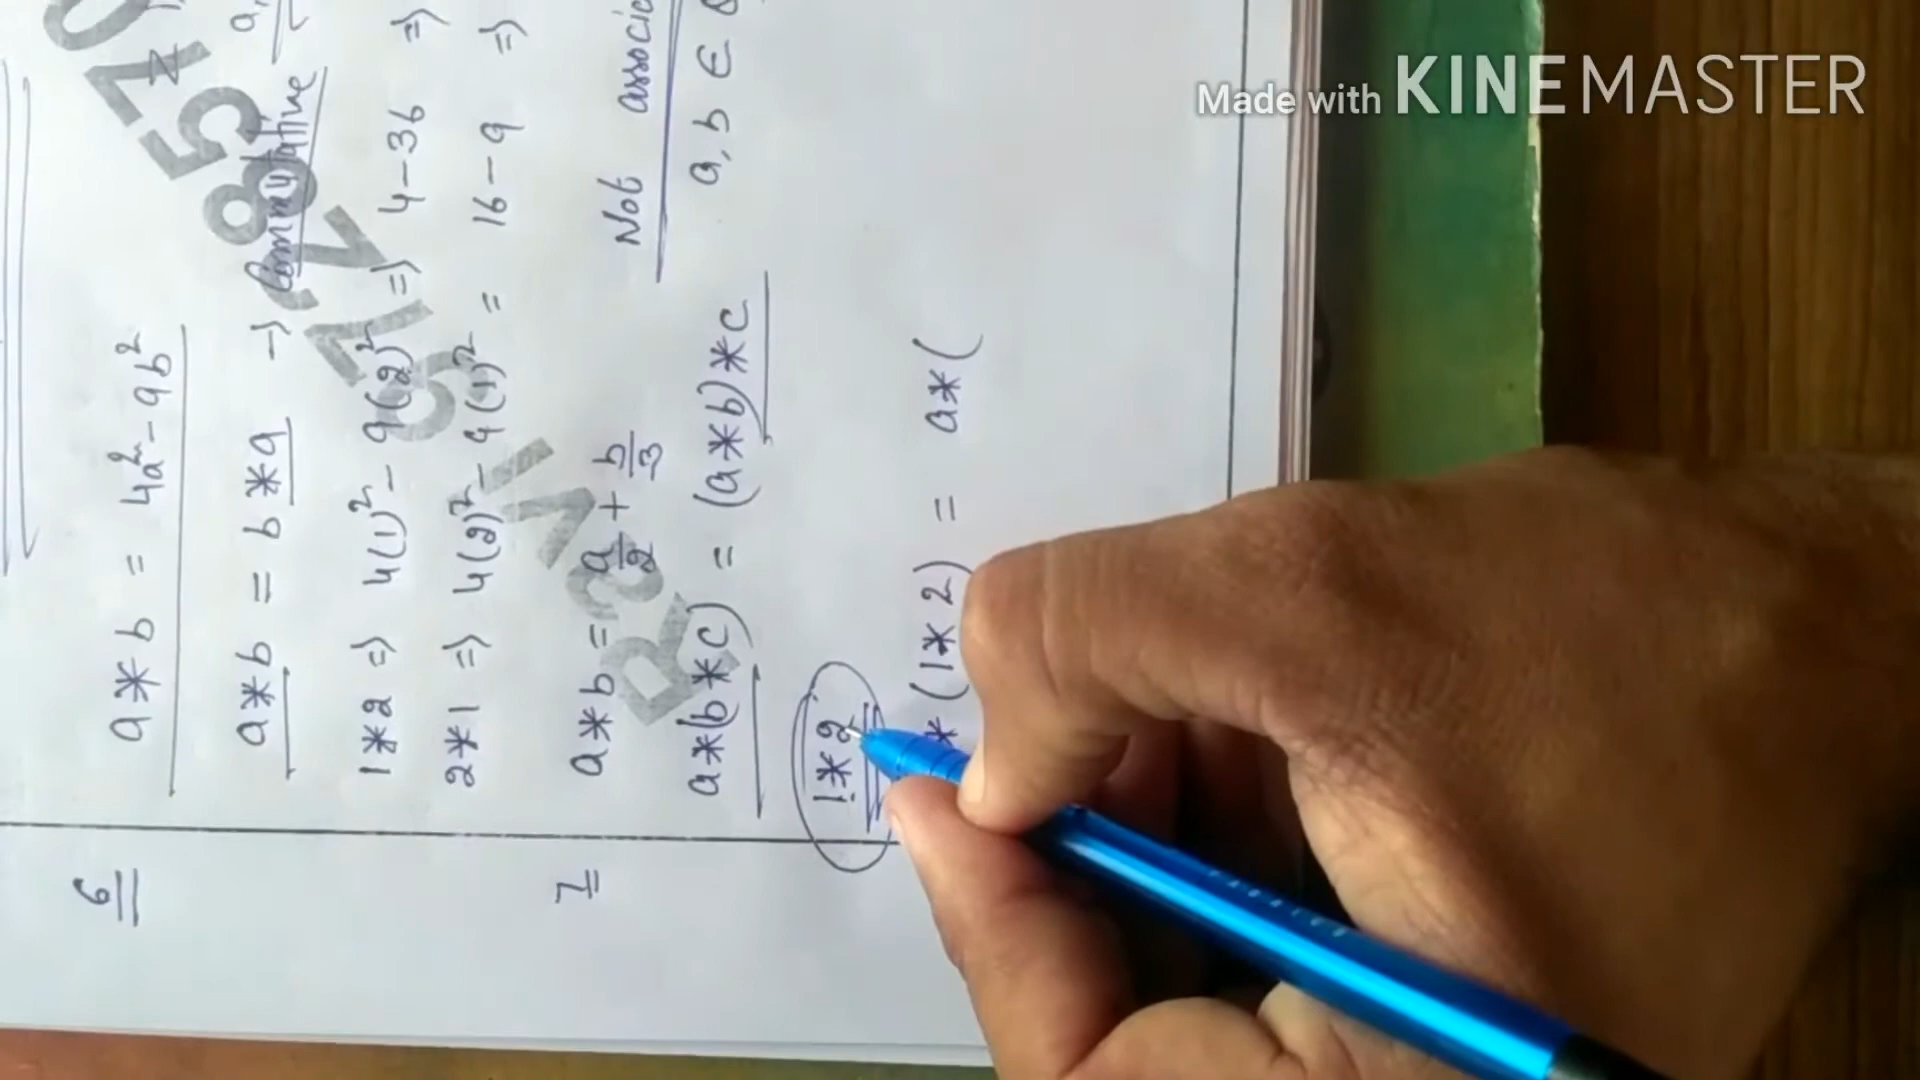 Made with KINEMASTER
6 a * b = 4a² - 9b² Z
a * b = b * a → Commutative a,
1 * 2 => 4(1)² - 9(2)² => 4 - 36 =>
2 * 1 => 4(2)² - 9(1)² = 16 - 9 =>
7 a * b = a/2 + b/3 Not associ
a * (b * c) = (a * b) * c a, b ∈ Q
1 * 2
* (1 * 2) = a * (